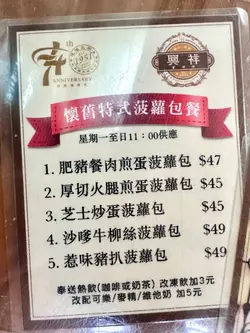 ANNIVERSARY
1951
興祥
懷舊特式菠蘿包餐
星期一至日11:00供應
1. 肥豬餐肉煎蛋菠蘿包 $47
2. 厚切火腿煎蛋菠蘿包 $45
3. 芝士炒蛋菠蘿包 $45
4. 沙嗲牛柳絲菠蘿包 $49
5. 惹味豬扒菠蘿包 $49
奉送熱飲(咖啡或奶茶) 改凍飲加3元
改配可樂/麥精/維他奶 加5元